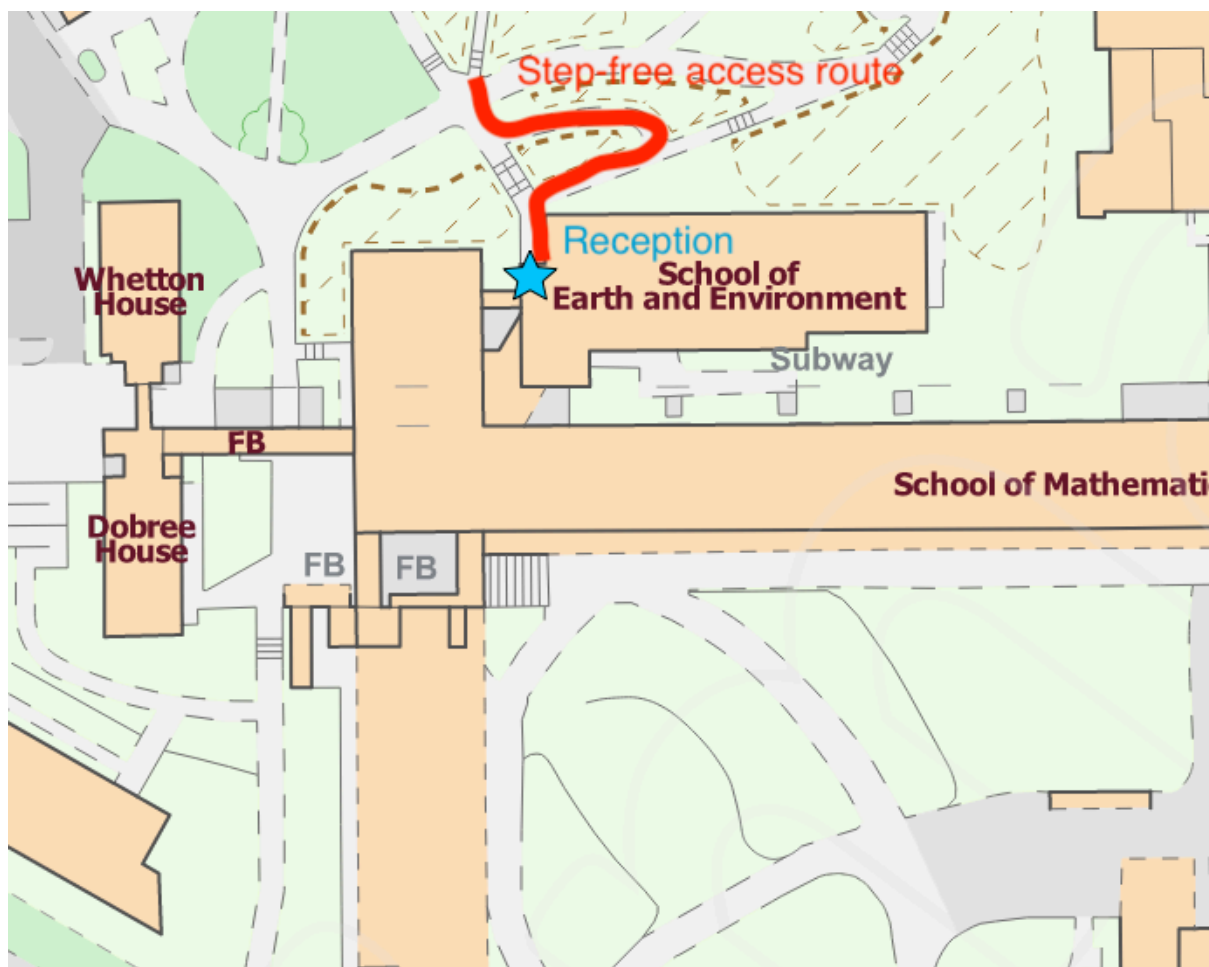 Step-free access route
Reception
Whetton
House
School of
Earth and Environment
Subway
FB
School of Mathemati
Dobree
House
FB
FB